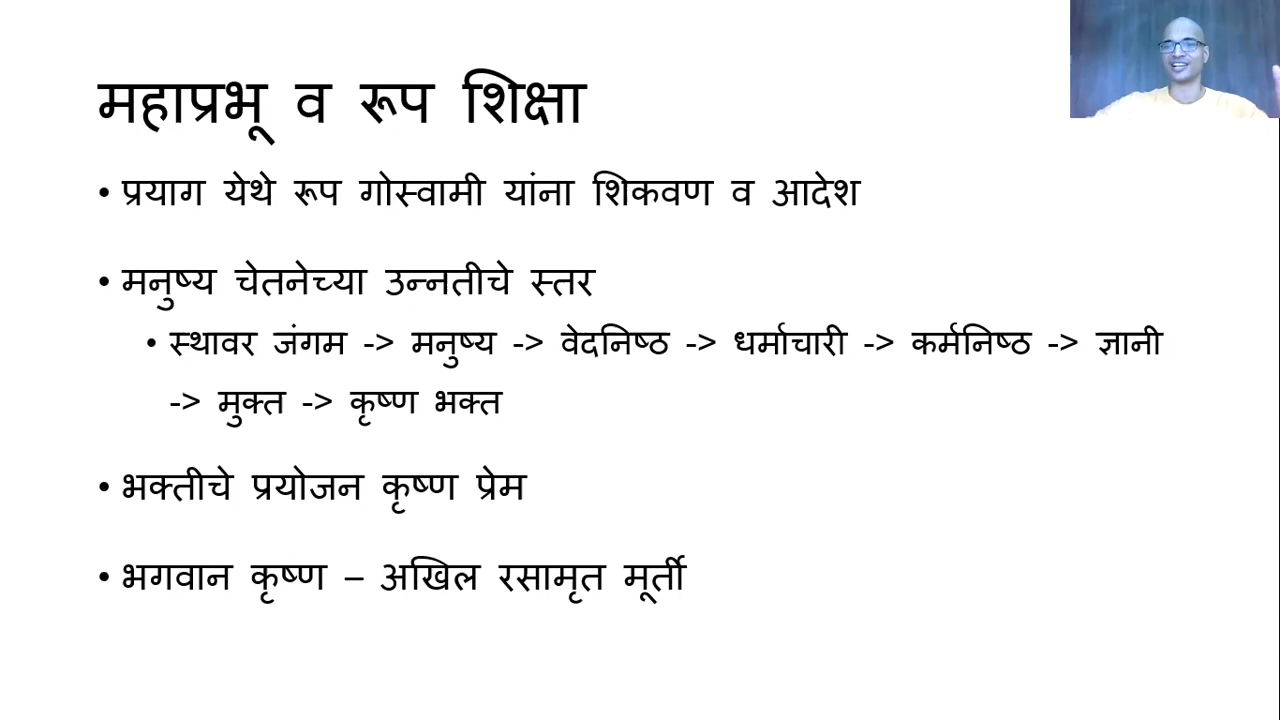 महाप्रभू व रूप शिक्षा
• प्रयाग येथे रूप गोस्वामी यांना शिकवण व आदेश
• मनुष्य चेतनेच्या उन्नतीचे स्तर
• स्थावर जंगम -> मनुष्य -> वेदनिष्ठ -> धर्माचारी -> कर्मनिष्ठ -> ज्ञानी
-> मुक्त -> कृष्ण भक्त
• भक्तीचे प्रयोजन कृष्ण प्रेम
• भगवान कृष्ण – अखिल रसामृत मूर्ती